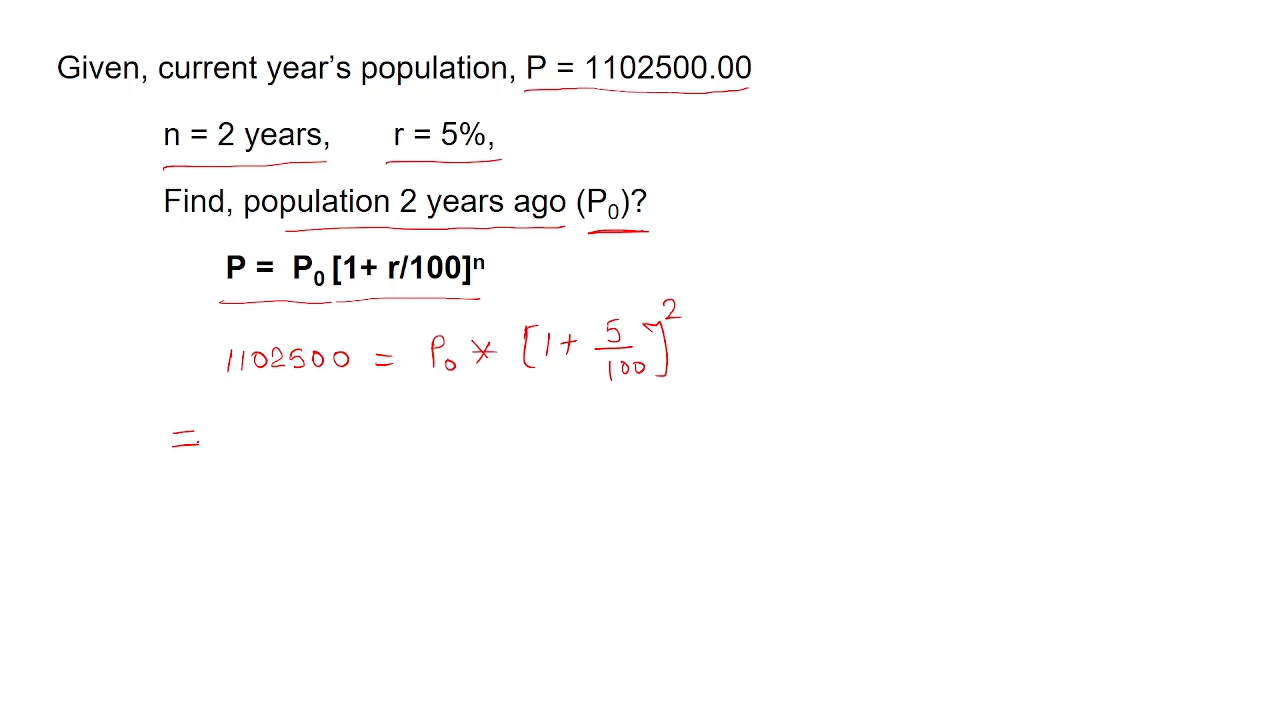 Given, current year’s population, P = 1102500.00
n = 2 years, r = 5%,
Find, population 2 years ago (P₀)?
P = P₀ [1+ r/100]ⁿ
1102500 = P₀ * [1 + 5/100]²
=